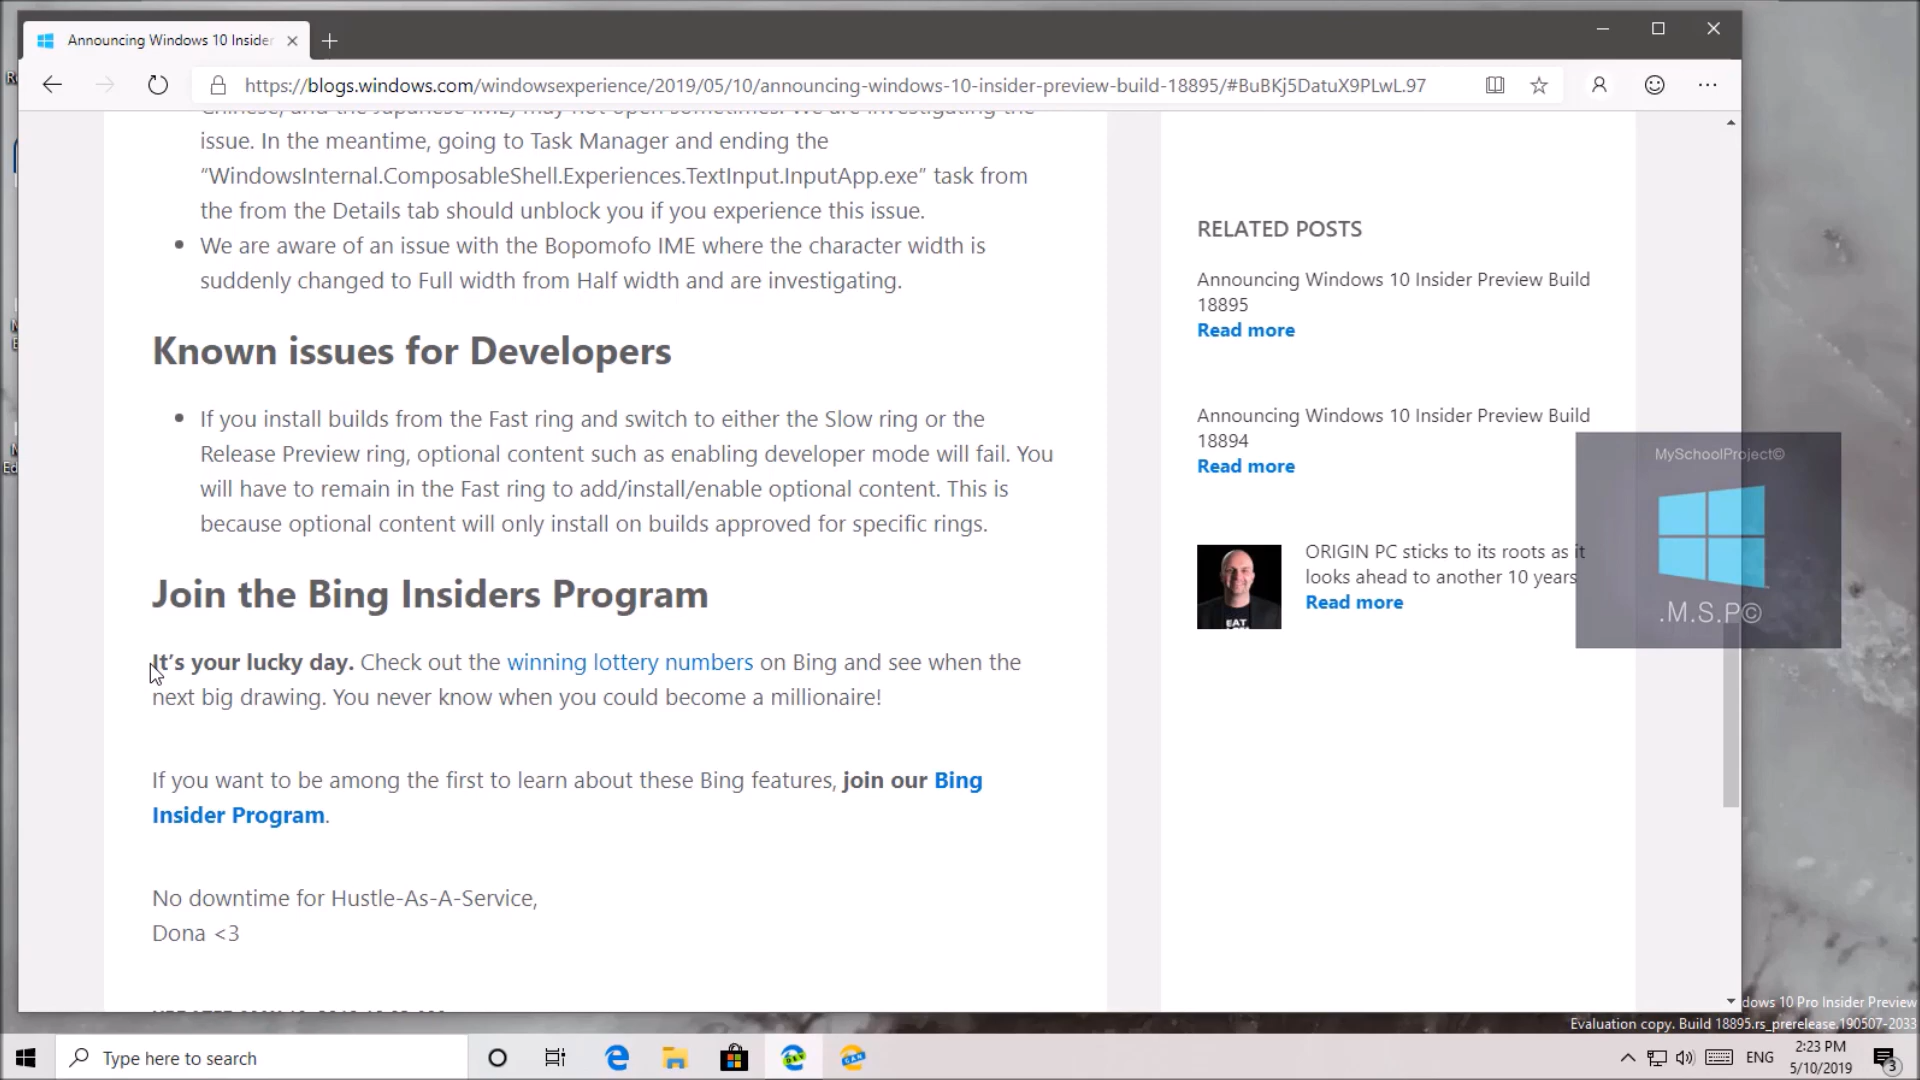 Announcing Windows 10 Insider
https://blogs.windows.com/windowsexperience/2019/05/10/announcing-windows-10-insider-preview-build-18895/#BuBKj5DatuX9PLwL.97
issue. In the meantime, going to Task Manager and ending the
“WindowsInternal.ComposableShell.Experiences.TextInput.InputApp.exe” task from
the from the Details tab should unblock you if you experience this issue.
• We are aware of an issue with the Bopomofo IME where the character width is
suddenly changed to Full width from Half width and are investigating.
Known issues for Developers
• If you install builds from the Fast ring and switch to either the Slow ring or the
Release Preview ring, optional content such as enabling developer mode will fail. You
will have to remain in the Fast ring to add/install/enable optional content. This is
because optional content will only install on builds approved for specific rings.
Join the Bing Insiders Program
It’s your lucky day. Check out the winning lottery numbers on Bing and see when the
next big drawing. You never know when you could become a millionaire!
If you want to be among the first to learn about these Bing features, join our Bing
Insider Program.
No downtime for Hustle-As-A-Service,
Dona <3
RELATED POSTS
Announcing Windows 10 Insider Preview Build
18895
Read more
Announcing Windows 10 Insider Preview Build
18894
Read more
ORIGIN PC sticks to its roots as it
looks ahead to another 10 years
Read more
EAT
MySchoolProject©
.M.S.P©
dows 10 Pro Insider Preview
Evaluation copy. Build 18895.rs_prerelease.190507-2033
Type here to search
DEV
CAN
ENG
2:23 PM
5/10/2019
3